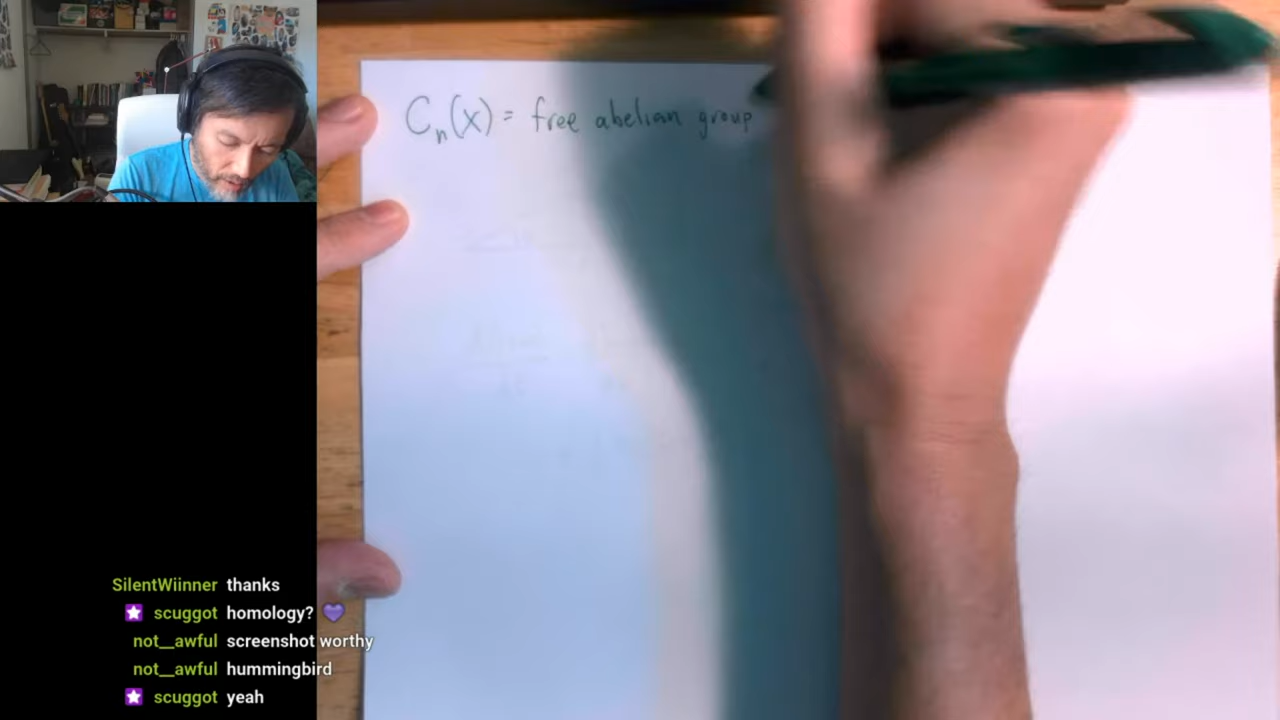 Cₙ(X) = free abelian group
SilentWiinner thanks
scuggot homology? 💜
not__awful screenshot worthy
not__awful hummingbird
scuggot yeah